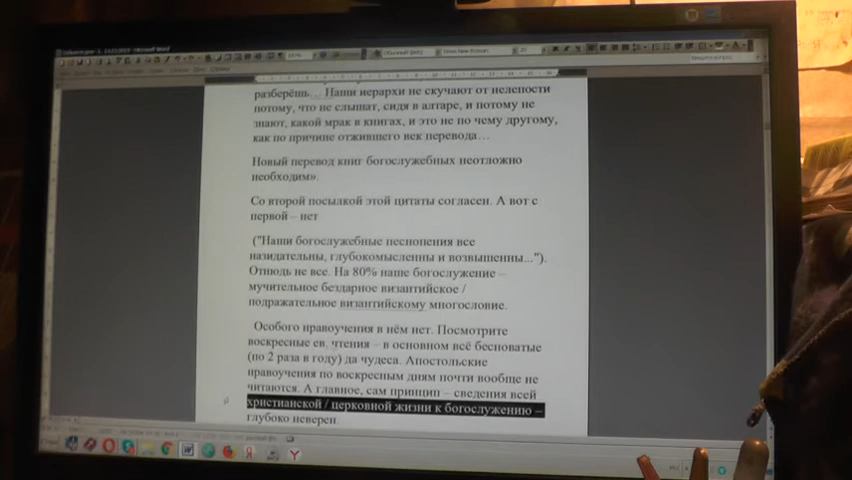 разберёшь… Наши иерархи не скучают от нелепости
потому, что не слышат, сидя в алтаре, и потому не
знают, какой мрак в книгах, и это не по чему другому,
как по причине отжившего век перевода…
Новый перевод книг богослужебных неотложно
необходим».
Со второй посылкой этой цитаты согласен. А вот с
первой – нет
("Наши богослужебные песнопения все
назидательны, глубокомысленны и возвышенны...").
Отнюдь не все. На 80% наше богослужение –
мучительное бездарное византийское /
подражательное византийскому многословие.
Особого правоучения в нём нет. Посмотрите
воскресные ев. чтения – в основном всё бесноватые
(по 2 раза в году) да чудеса. Апостольские
правоучения по воскресным дням почти вообще не
читаются. А главное, сам принцип – сведения всей
христианской / церковной жизни к богослужению –
глубоко неверен.